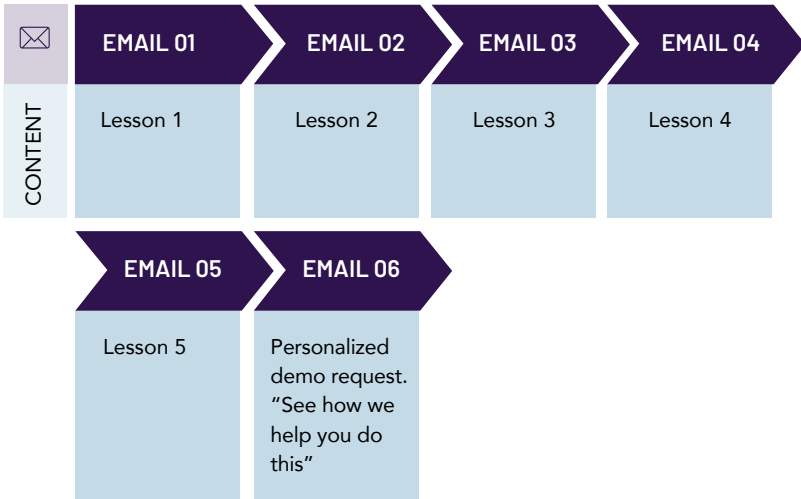 EMAIL 01
EMAIL 02
EMAIL 03
EMAIL 04
CONTENT
Lesson 1
Lesson 2
Lesson 3
Lesson 4
EMAIL 05
EMAIL 06
Lesson 5
Personalized
demo request.
“See how we
help you do
this”